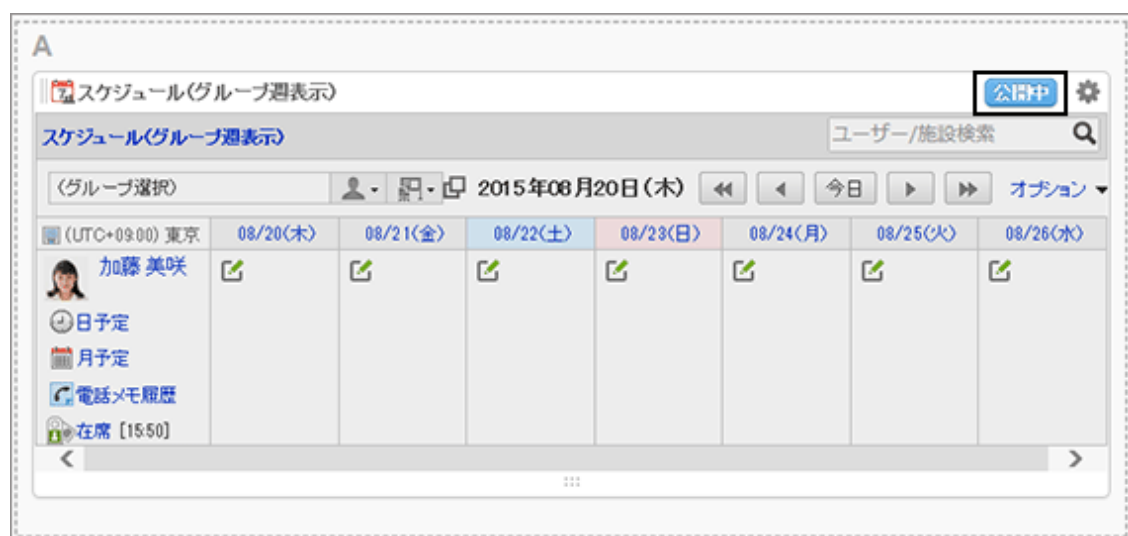 A
スケジュール(グループ週表示)
公開中
スケジュール(グループ週表示)
ユーザー/施設検索
(グループ選択)
2015年08月20日(木)
今日
オプション
(UTC+09:00) 東京
08/20(木)
08/21(金)
08/22(土)
08/23(日)
08/24(月)
08/25(火)
08/26(水)
加藤 美咲
日予定
月予定
電話メモ履歴
在席 [15:50]